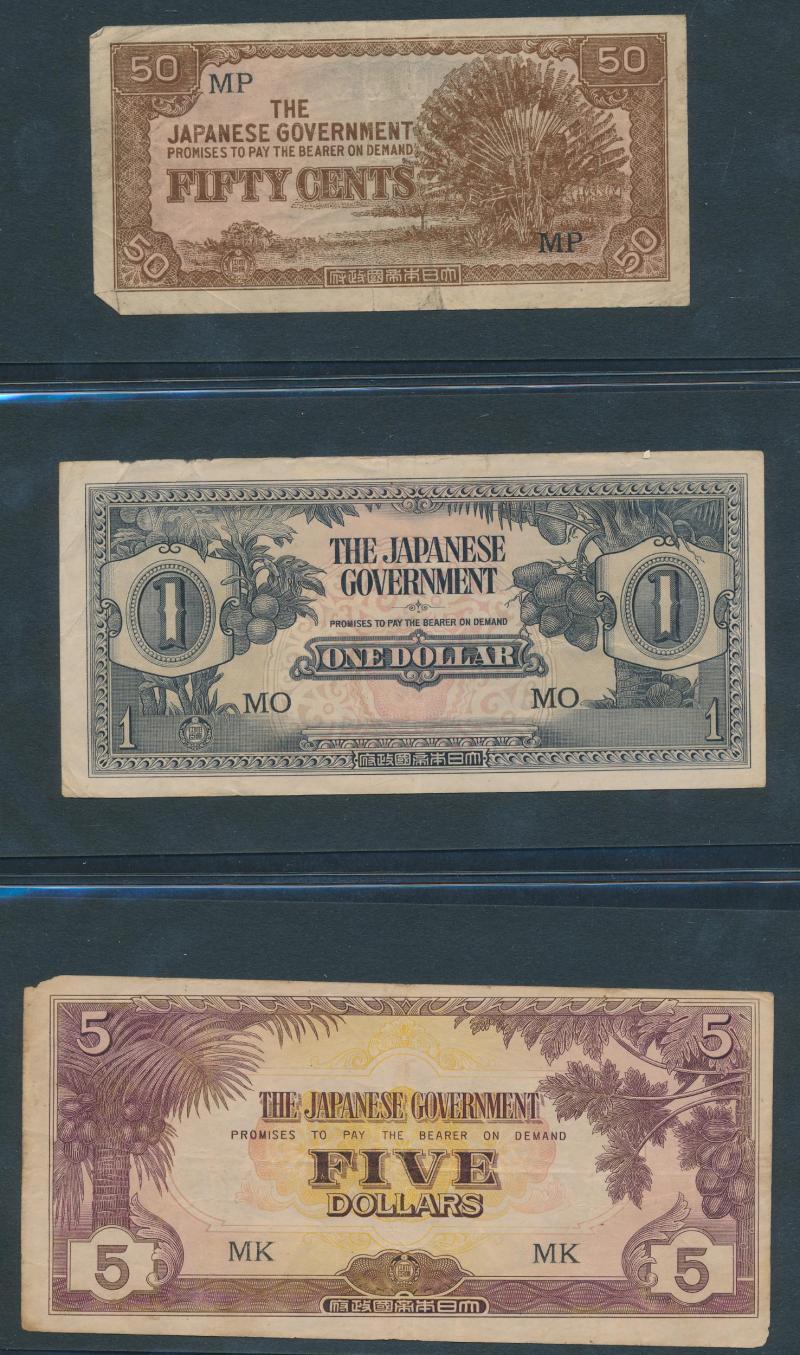 50
50
MP
THE
JAPANESE GOVERNMENT
PROMISES TO PAY THE BEARER ON DEMAND
FIFTY CENTS
MP
50
50
府政國帝本日大
THE JAPANESE
GOVERNMENT
1
1
PROMISES TO PAY THE BEARER ON DEMAND
ONE DOLLAR
MO
MO
1
1
府政國帝本日大
5
5
THE JAPANESE GOVERNMENT
PROMISES TO PAY THE BEARER ON DEMAND
FIVE
DOLLARS
MK
MK
5
5
府政國帝本日大